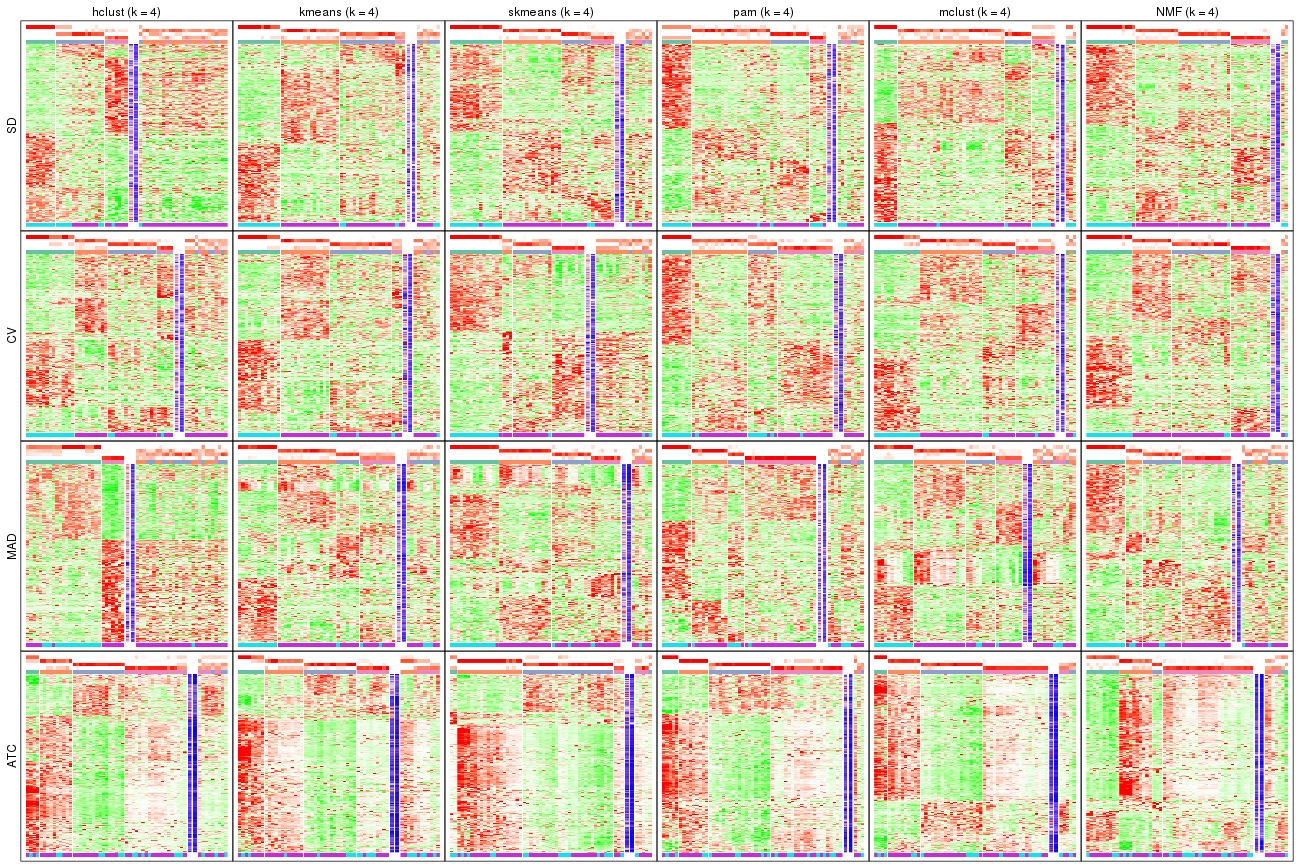 hclust (k = 4) kmeans (k = 4) skmeans (k = 4) pam (k = 4) mclust (k = 4) NMF (k = 4)
SD
CV
MAD
ATC